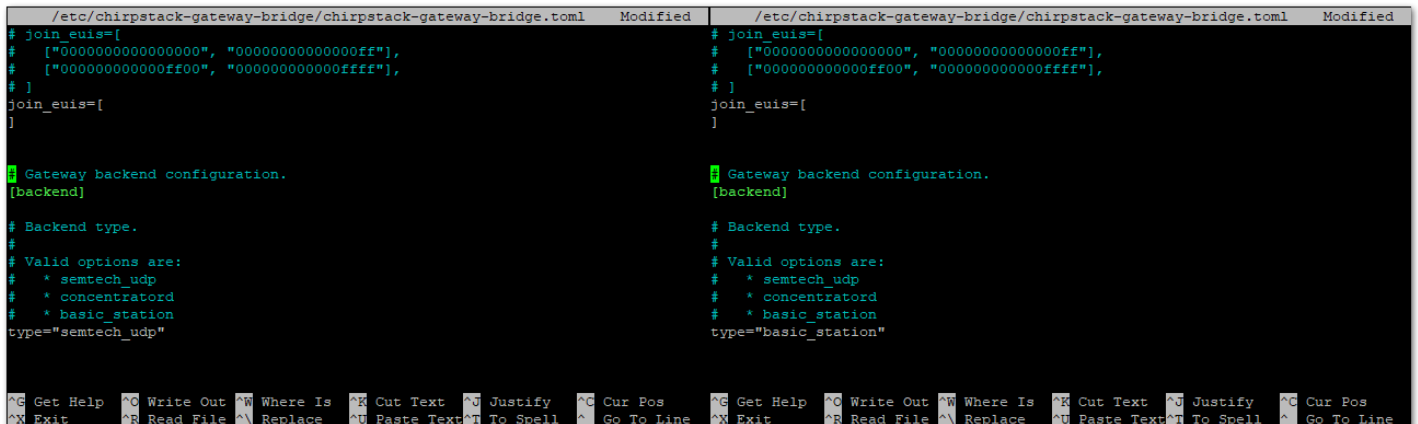 /etc/chirpstack-gateway-bridge/chirpstack-gateway-bridge.toml Modified
# join_euis=[
#   ["0000000000000000", "00000000000000ff"],
#   ["000000000000ff00", "000000000000ffff"],
# ]
join_euis=[
]
# Gateway backend configuration.
[backend]
# Backend type.
#
# Valid options are:
#   * semtech_udp
#   * concentratord
#   * basic_station
type="semtech_udp"
^G Get Help ^O Write Out ^W Where Is ^K Cut Text ^J Justify ^C Cur Pos
^X Exit ^R Read File ^\ Replace ^U Paste Text ^T To Spell ^_ Go To Line
/etc/chirpstack-gateway-bridge/chirpstack-gateway-bridge.toml Modified
# join_euis=[
#   ["0000000000000000", "00000000000000ff"],
#   ["000000000000ff00", "000000000000ffff"],
# ]
join_euis=[
]
# Gateway backend configuration.
[backend]
# Backend type.
#
# Valid options are:
#   * semtech_udp
#   * concentratord
#   * basic_station
type="basic_station"
^G Get Help ^O Write Out ^W Where Is ^K Cut Text ^J Justify ^C Cur Pos
^X Exit ^R Read File ^\ Replace ^U Paste Text ^T To Spell ^_ Go To Line